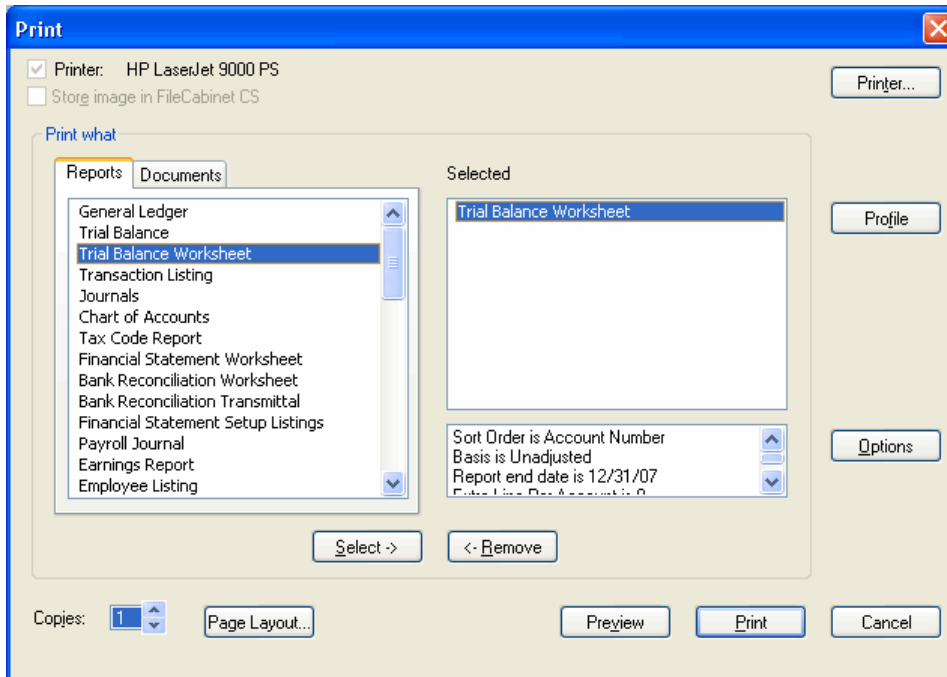 Print
Printer: HP LaserJet 9000 PS
Printer...
Store image in FileCabinet CS
Print what
Reports
Documents
General Ledger
Trial Balance
Trial Balance Worksheet
Transaction Listing
Journals
Chart of Accounts
Tax Code Report
Financial Statement Worksheet
Bank Reconciliation Worksheet
Bank Reconciliation Transmittal
Financial Statement Setup Listings
Payroll Journal
Earnings Report
Employee Listing
Selected
Trial Balance Worksheet
Profile
Sort Order is Account Number
Basis is Unadjusted
Report end date is 12/31/07
Options
Select ->
<- Remove
Copies: 1
Page Layout...
Preview
Print
Cancel